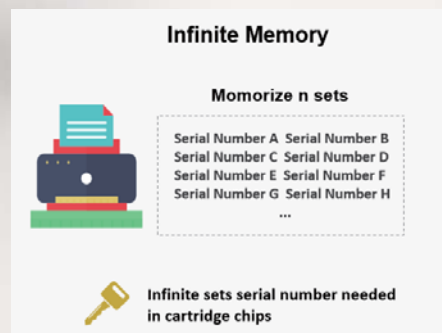 Infinite Memory
Momorize n sets
Serial Number A Serial Number B
Serial Number C Serial Number D
Serial Number E Serial Number F
Serial Number G Serial Number H
...
Infinite sets serial number needed
in cartridge chips